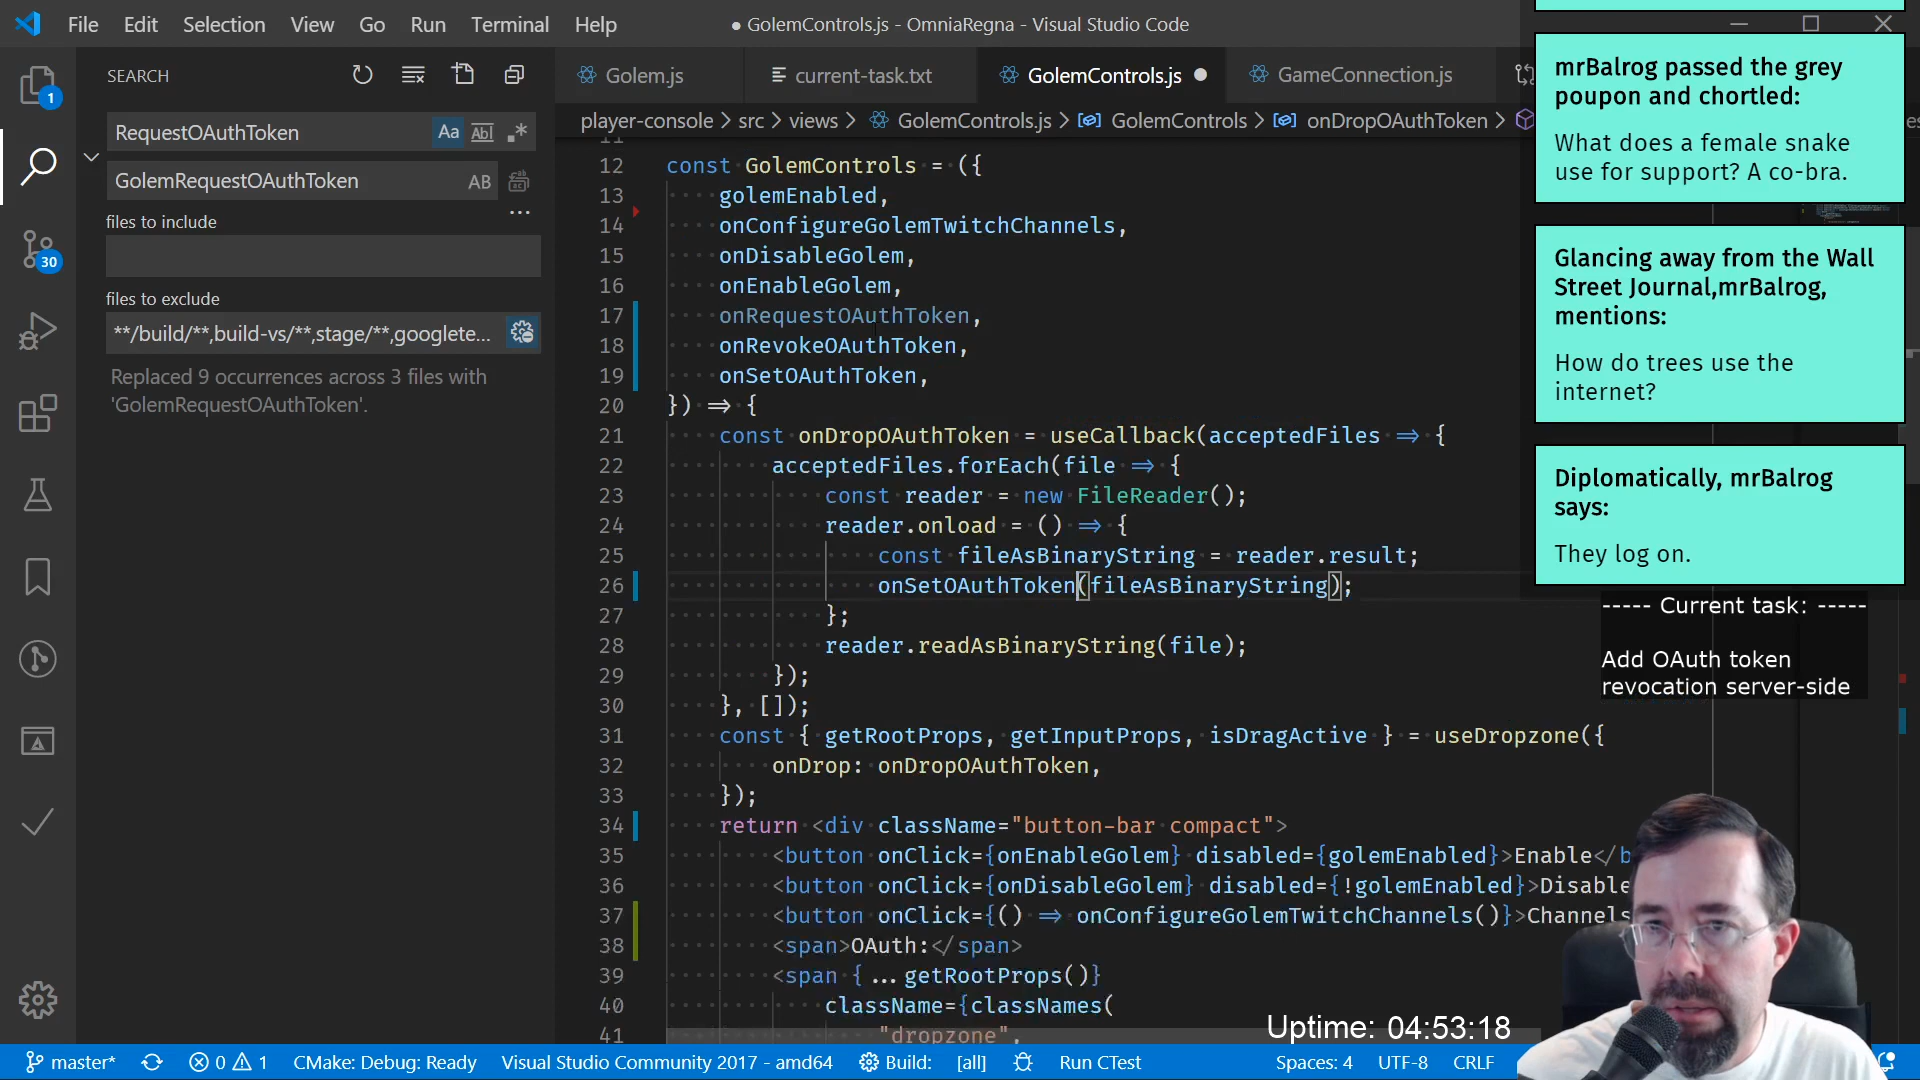 File Edit Selection View Go Run Terminal Help
● GolemControls.js - OmniaRegna - Visual Studio Code
SEARCH
RequestOAuthToken
Aa
Abl
GolemRequestOAuthToken
AB
files to include
files to exclude
**/build/**,build-vs/**,stage/**,googlete...
Replaced 9 occurrences across 3 files with
'GolemRequestOAuthToken'.
1
30
Golem.js
current-task.txt
GolemControls.js
GameConnection.js
player-console > src > views > GolemControls.js > GolemControls > onDropOAuthToken >
11
12 const GolemControls = ({
13 golemEnabled,
14 onConfigureGolemTwitchChannels,
15 onDisableGolem,
16 onEnableGolem,
17 onRequestOAuthToken,
18 onRevokeOAuthToken,
19 onSetOAuthToken,
20 }) => {
21 const onDropOAuthToken = useCallback(acceptedFiles => {
22 acceptedFiles.forEach(file => {
23 const reader = new FileReader();
24 reader.onload = () => {
25 const fileAsBinaryString = reader.result;
26 onSetOAuthToken(fileAsBinaryString);
27 };
28 reader.readAsBinaryString(file);
29 });
30 }, []);
31 const { getRootProps, getInputProps, isDragActive } = useDropzone({
32 onDrop: onDropOAuthToken,
33 });
34 return <div className="button-bar compact">
35 <button onClick={onEnableGolem} disabled={golemEnabled}>Enable</b
36 <button onClick={onDisableGolem} disabled={!golemEnabled}>Disable
37 <button onClick={() => onConfigureGolemTwitchChannels()}>Channels
38 <span>OAuth:</span>
39 <span {...getRootProps()}
40 className={classNames(
41 "dropzone",
mrBalrog passed the grey
poupon and chortled:
What does a female snake
use for support? A co-bra.
Glancing away from the Wall
Street Journal,mrBalrog,
mentions:
How do trees use the
internet?
Diplomatically, mrBalrog
says:
They log on.
----- Current task: -----
Add OAuth token
revocation server-side
Uptime: 04:53:18
master* 0 1 CMake: Debug: Ready Visual Studio Community 2017 - amd64 Build: [all] Run CTest Spaces: 4 UTF-8 CRLF